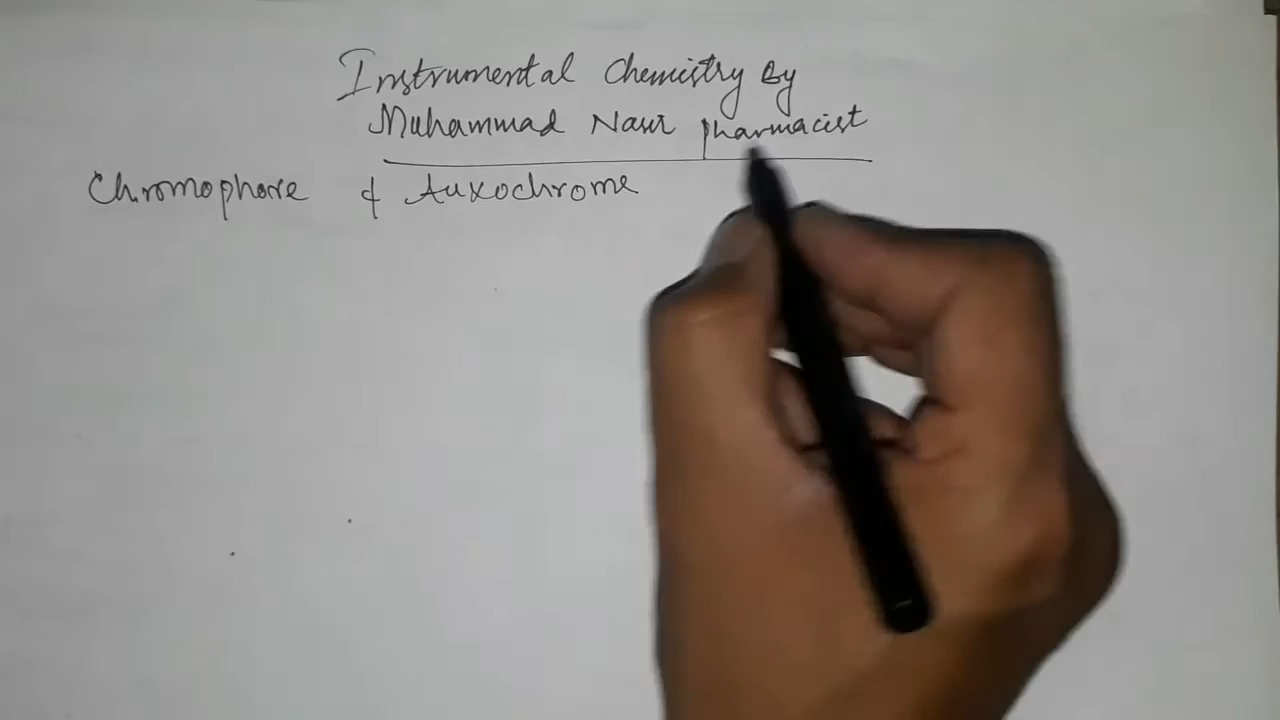 Instrumental Chemistry By
Muhammad Nasir pharmacist
Chromophore & Auxochrome